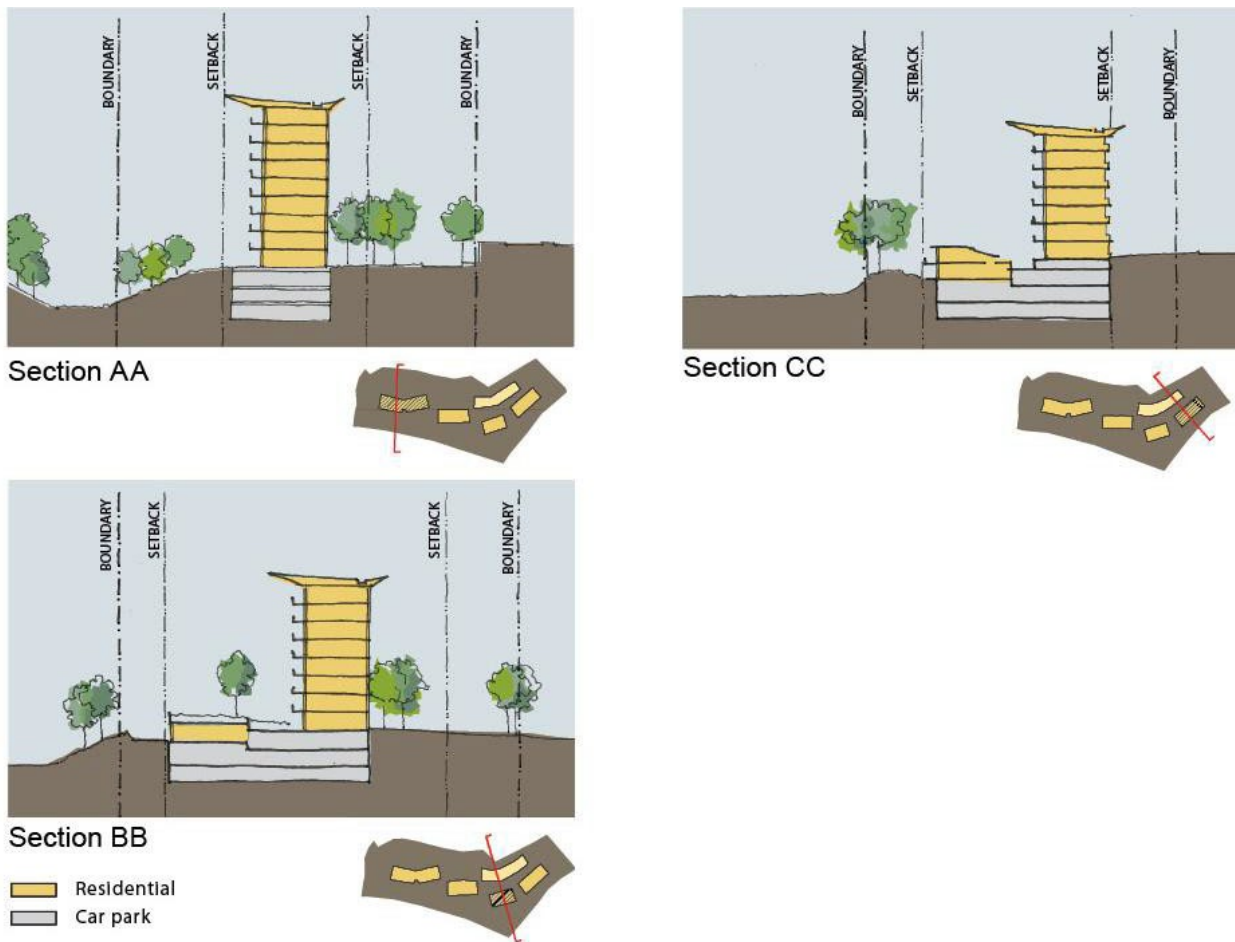 BOUNDARY
SETBACK
SETBACK
BOUNDARY
Section AA
BOUNDARY
SETBACK
SETBACK
BOUNDARY
Section CC
BOUNDARY
SETBACK
SETBACK
BOUNDARY
Section BB
Residential
Car park